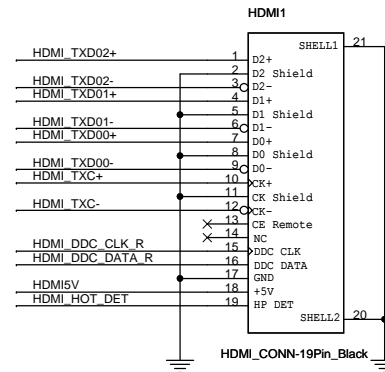 HDMI1
SHELL1 21
HDMI_TXD02+ 1 D2+
2 D2 Shield
HDMI_TXD02- 3 D2-
HDMI_TXD01+ 4 D1+
5 D1 Shield
HDMI_TXD01- 6 D1-
HDMI_TXD00+ 7 D0+
8 D0 Shield
HDMI_TXD00- 9 D0-
HDMI_TXC+ 10 CK+
11 CK Shield
HDMI_TXC- 12 CK-
13 CE Remote
14 NC
HDMI_DDC_CLK_R 15 DDC CLK
HDMI_DDC_DATA_R 16 DDC DATA
17 GND
HDMI5V 18 +5V
HDMI_HOT_DET 19 HP DET
SHELL2 20
HDMI_CONN-19Pin_Black